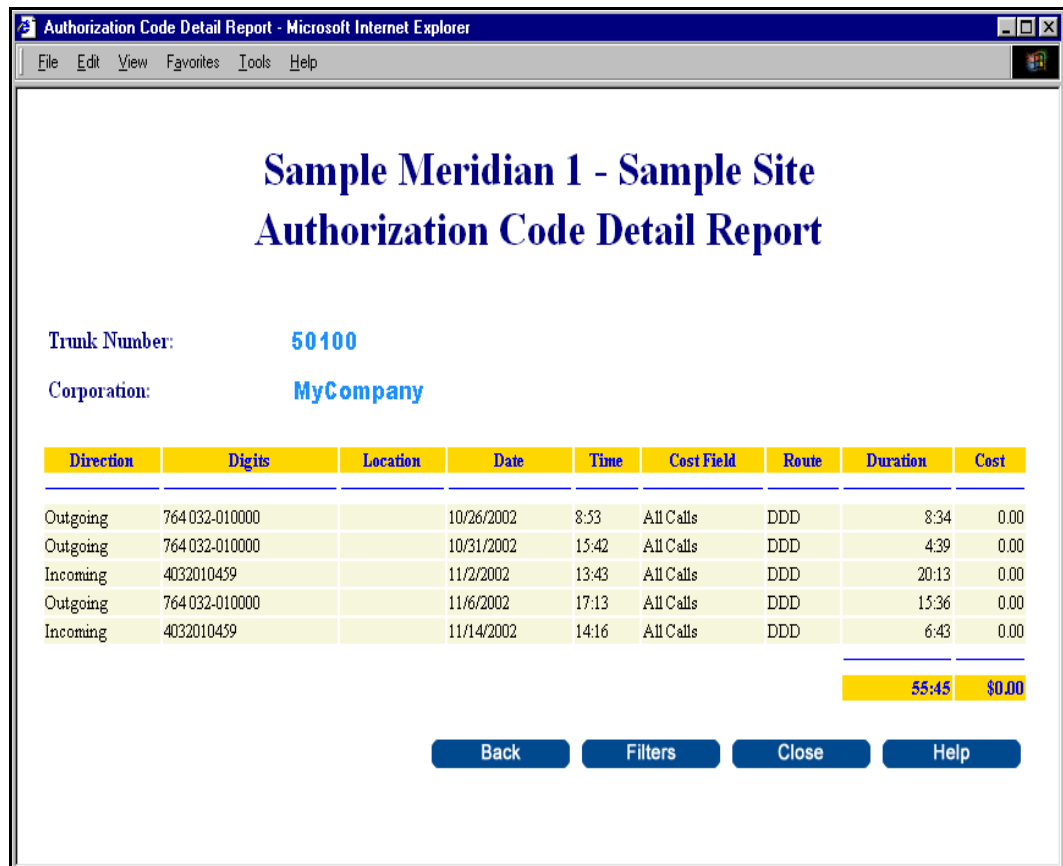 Authorization Code Detail Report - Microsoft Internet Explorer
File Edit View Favorites Tools Help
Sample Meridian 1 - Sample Site
Authorization Code Detail Report
Trunk Number: 50100
Corporation: MyCompany
Direction Digits Location Date Time Cost Field Route Duration Cost
Outgoing 764 032-010000 10/26/2002 8:53 All Calls DDD 8:34 0.00
Outgoing 764 032-010000 10/31/2002 15:42 All Calls DDD 4:39 0.00
Incoming 4032010459 11/2/2002 13:43 All Calls DDD 20:13 0.00
Outgoing 764 032-010000 11/6/2002 17:13 All Calls DDD 15:36 0.00
Incoming 4032010459 11/14/2002 14:16 All Calls DDD 6:43 0.00
55:45 $0.00
Back Filters Close Help